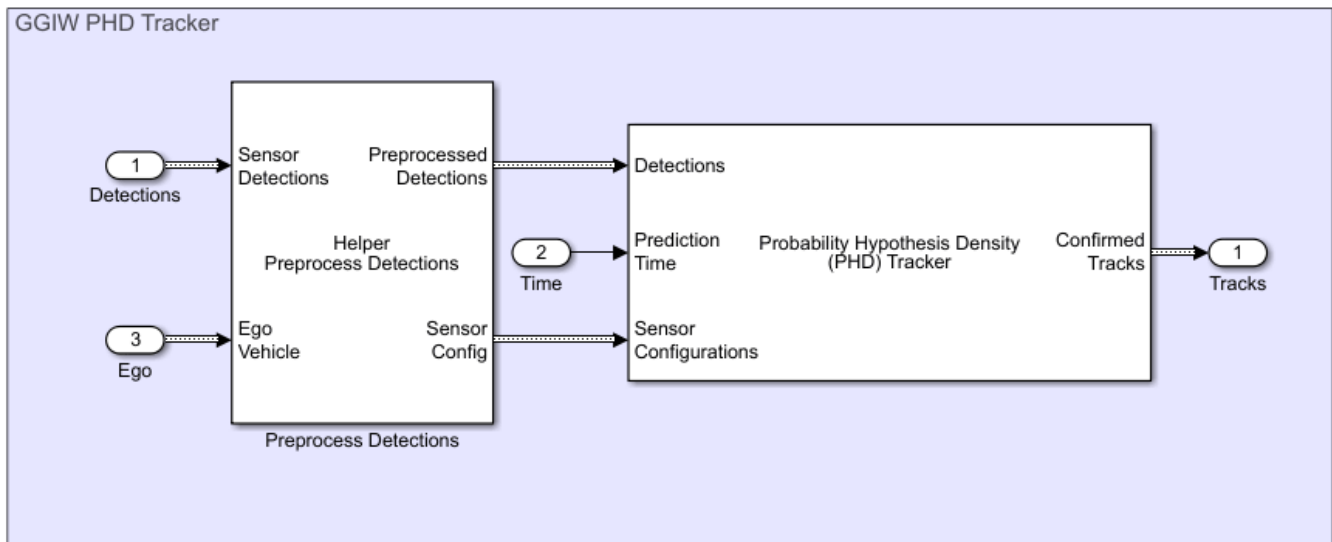 GGIW PHD Tracker
1
Detections
3
Ego
Sensor
Detections
Preprocessed
Detections
Helper
Preprocess Detections
Ego
Vehicle
Sensor
Config
Preprocess Detections
2
Time
Detections
Prediction
Time
Probability Hypothesis Density
(PHD) Tracker
Confirmed
Tracks
Sensor
Configurations
1
Tracks